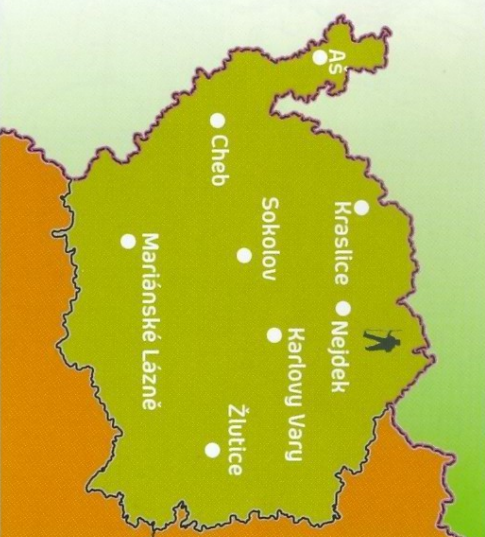 Aš
Kraslice
Nejdek
Karlovy Vary
Sokolov
Cheb
Žlutice
Mariánské Lázně